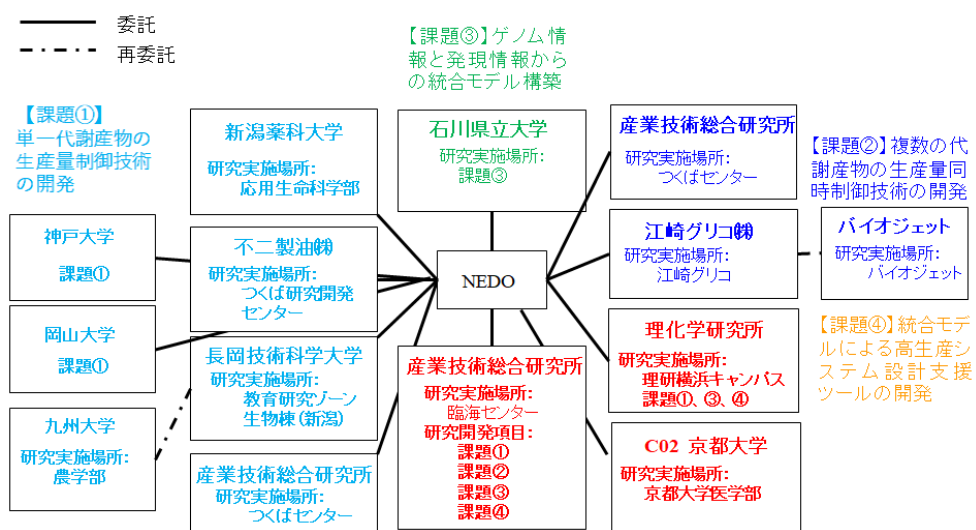 委託
再委託
【課題③】ゲノム情
報と発現情報から
の統合モデル構築
【課題①】
単一代謝産物の
生産量制御技術
の開発
新潟薬科大学
研究実施場所:
応用生命科学部
石川県立大学
研究実施場所:
課題③
産業技術総合研究所
研究実施場所:
つくばセンター
【課題②】複数の代
謝産物の生産量同
時制御技術の開発
神戸大学
課題①
不二製油㈱
研究実施場所:
つくば研究開発
センター
NEDO
江崎グリコ㈱
研究実施場所:
江崎グリコ
バイオジェット
研究実施場所:
バイオジェット
岡山大学
課題①
長岡技術科学大学
研究実施場所:
教育研究ゾーン
生物棟(新潟)
産業技術総合研究所
研究実施場所:
臨海センター
研究開発項目:
課題①
課題②
課題③
課題④
理化学研究所
研究実施場所:
理研横浜キャンパス
課題①、③、④
【課題④】統合モ
デルによる高生産シ
ステム設計支援
ツールの開発
九州大学
研究実施場所:
農学部
産業技術総合研究所
研究実施場所:
つくばセンター
C02 京都大学
研究実施場所:
京都大学医学部